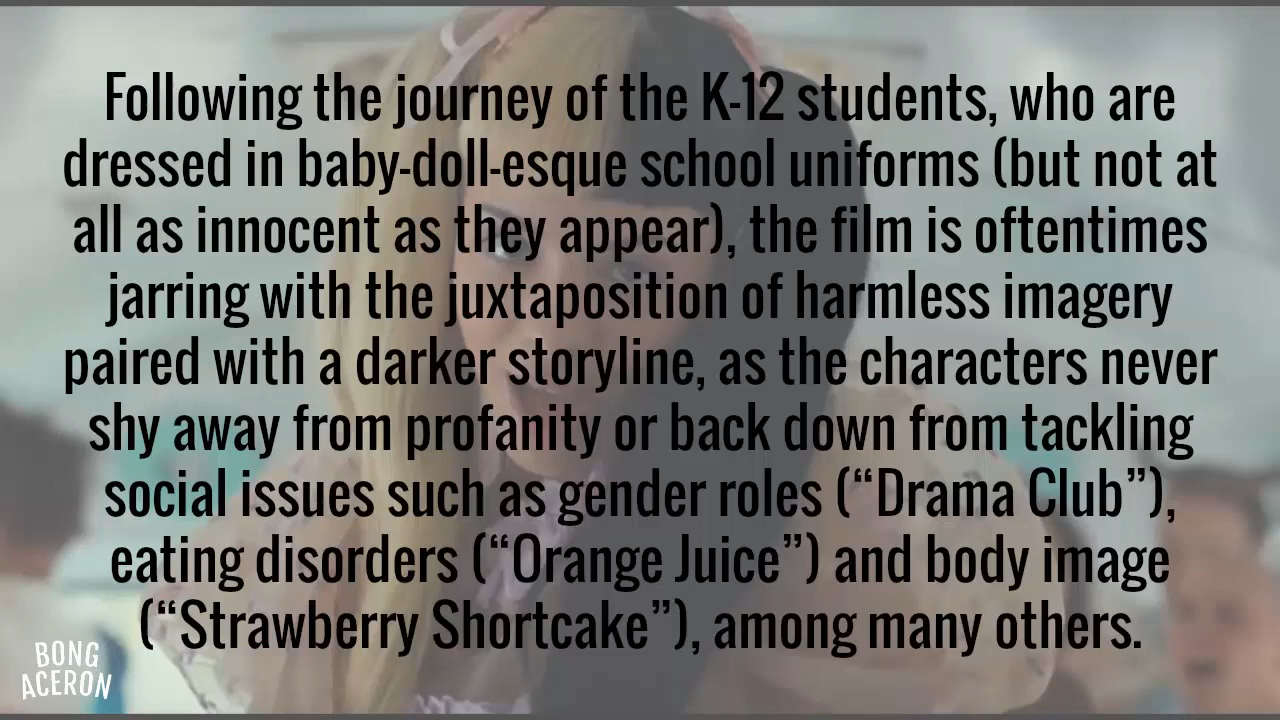 Following the journey of the K-12 students, who are
dressed in baby-doll-esque school uniforms (but not at
all as innocent as they appear), the film is oftentimes
jarring with the juxtaposition of harmless imagery
paired with a darker storyline, as the characters never
shy away from profanity or back down from tackling
social issues such as gender roles (“Drama Club”),
eating disorders (“Orange Juice”) and body image
(“Strawberry Shortcake”), among many others.
BONG
ACERON